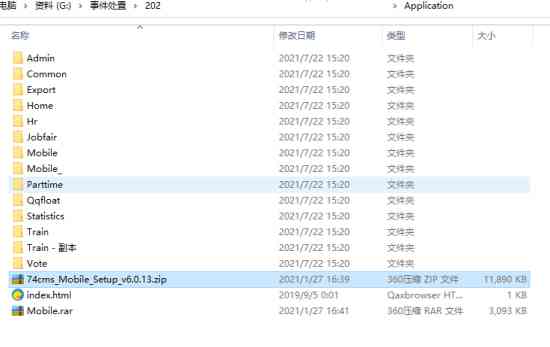 电脑 > 资料 (G:) > 事件处置 > 202 > Application
名称 修改日期 类型 大小
Admin 2021/7/22 15:20 文件夹
Common 2021/7/22 15:20 文件夹
Export 2021/7/22 15:20 文件夹
Home 2021/7/22 15:20 文件夹
Hr 2021/7/22 15:20 文件夹
Jobfair 2021/7/22 15:20 文件夹
Mobile 2021/7/22 15:20 文件夹
Mobile_ 2021/7/22 15:20 文件夹
Parttime 2021/7/22 15:20 文件夹
Qqfloat 2021/7/22 15:20 文件夹
Statistics 2021/7/22 15:20 文件夹
Train 2021/7/22 15:20 文件夹
Train - 副本 2021/7/22 15:20 文件夹
Vote 2021/7/22 15:20 文件夹
74cms_Mobile_Setup_v6.0.13.zip 2021/1/27 16:39 360压缩 ZIP 文件 11,890 KB
index.html 2019/9/5 0:01 Qaxbrowser HT... 1 KB
Mobile.rar 2021/1/27 16:41 360压缩 RAR 文件 3,093 KB